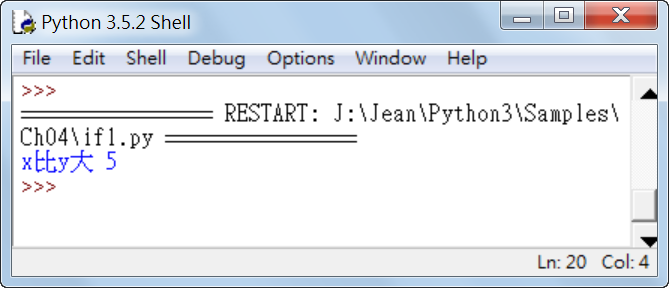 Python 3.5.2 Shell
File Edit Shell Debug Options Window Help
>>>
================ RESTART: J:\Jean\Python3\Samples\
Ch04\if1.py ================
x比y大 5
>>>
Ln: 20 Col: 4